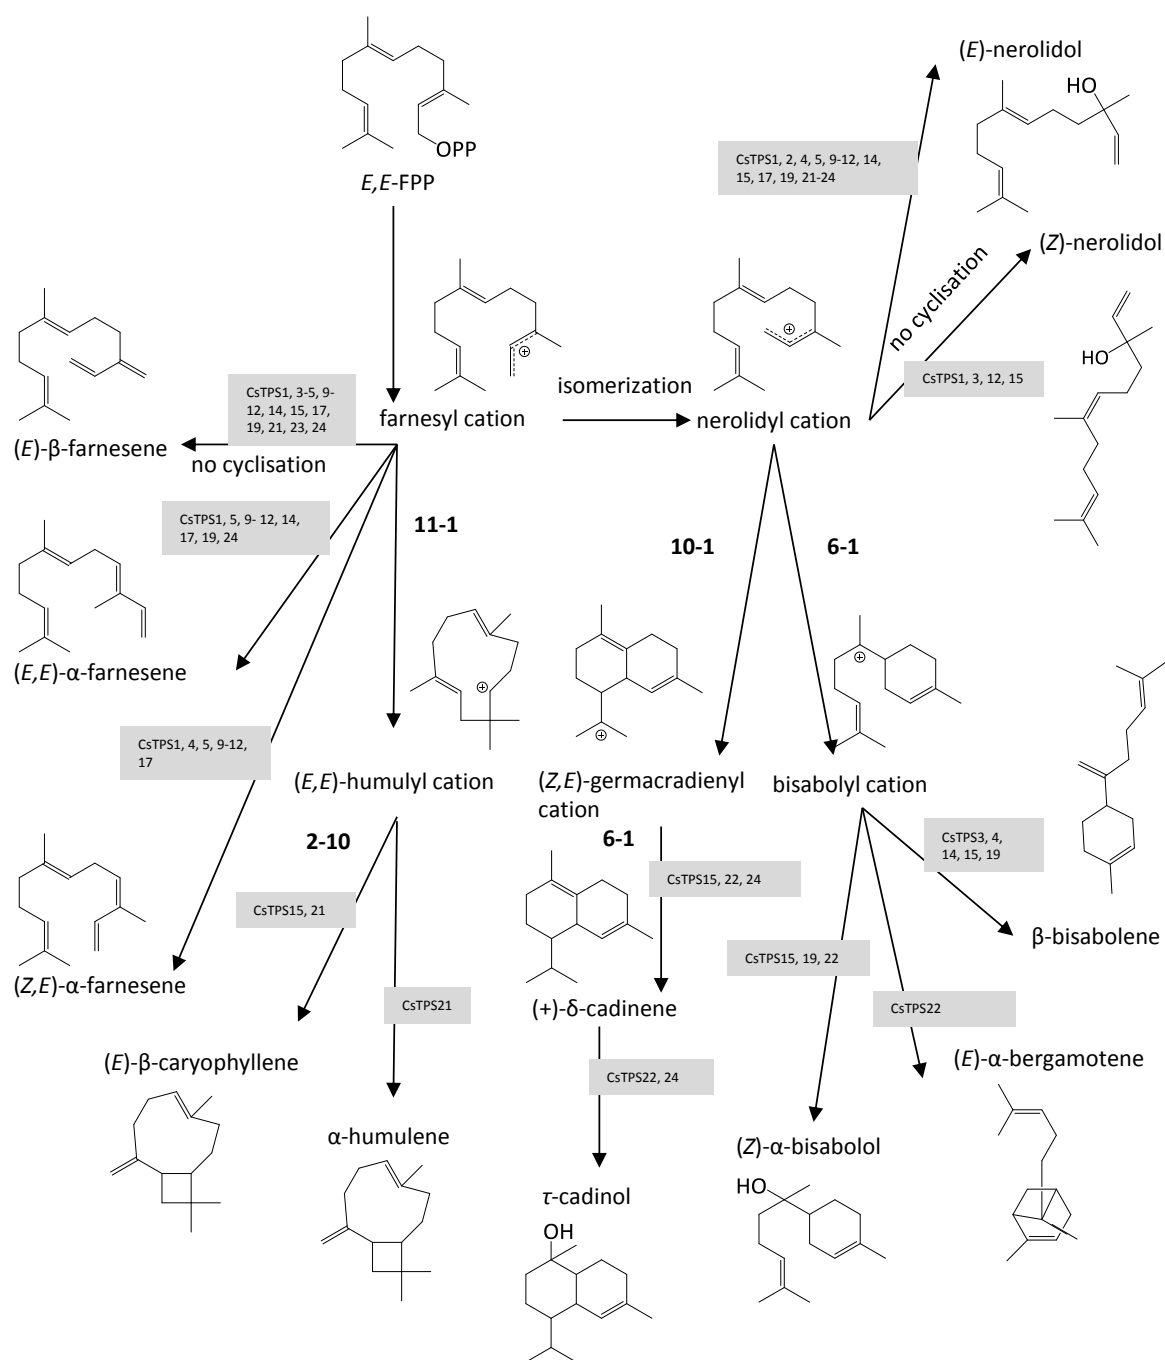 (E)-nerolidol
HO
OPP
E,E-FPP
CsTPS1, 2, 4, 5, 9-12, 14,
15, 17, 19, 21-24
(Z)-nerolidol
no cyclisation
HO
CsTPS1, 3, 12, 15
farnesyl cation
isomerization
nerolidyl cation
CsTPS1, 3-5, 9-
12, 14, 15, 17,
19, 21, 23, 24
(E)-β-farnesene
no cyclisation
CsTPS1, 5, 9- 12, 14,
17, 19, 24
11-1
10-1
6-1
(E,E)-α-farnesene
CsTPS1, 4, 5, 9-12,
17
(E,E)-humulyl cation
(Z,E)-germacradienyl
cation
bisabolyl cation
2-10
6-1
CsTPS3, 4,
14, 15, 19
CsTPS15, 22, 24
CsTPS15, 21
β-bisabolene
CsTPS15, 19, 22
(Z,E)-α-farnesene
CsTPS21
(+)-δ-cadinene
CsTPS22
(E)-β-caryophyllene
(E)-α-bergamotene
CsTPS22, 24
α-humulene
(Z)-α-bisabolol
HO
τ-cadinol
OH